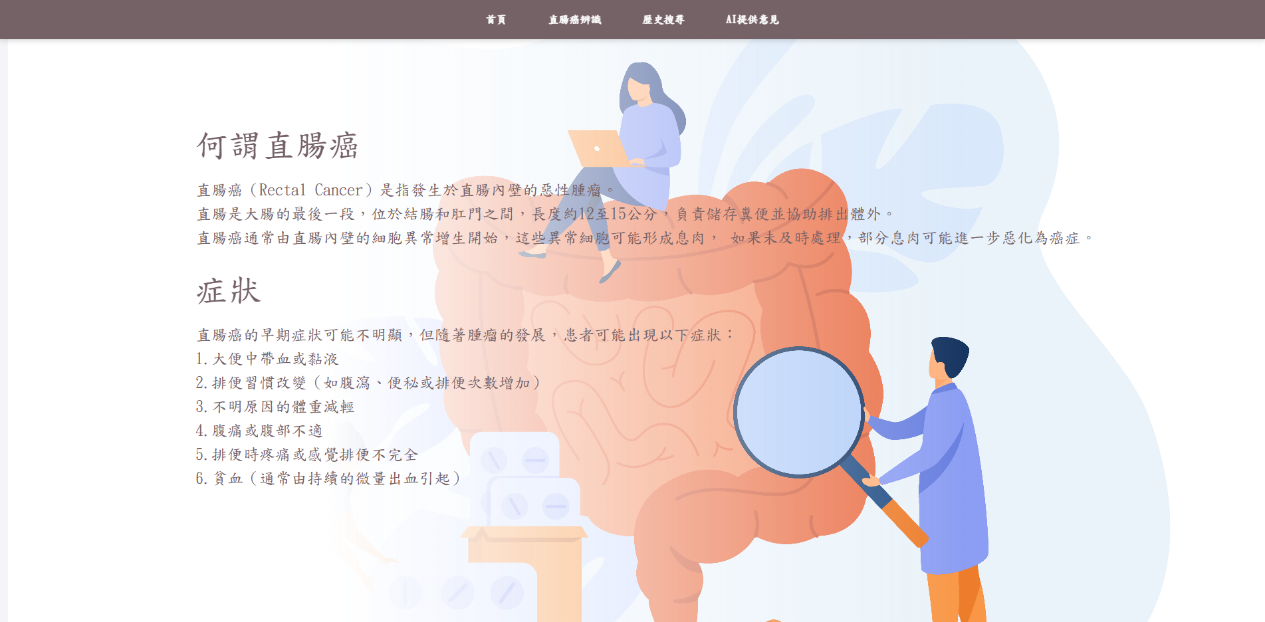 首頁 直腸癌辨識 歷史搜尋 AI提供意見
何謂直腸癌
直腸癌（Rectal Cancer）是指發生於直腸內壁的惡性腫瘤。
直腸是大腸的最後一段，位於結腸和肛門之間，長度約12至15公分，負責儲存糞便並協助排出體外。
直腸癌通常由直腸內壁的細胞異常增生開始，這些異常細胞可能形成息肉， 如果未及時處理，部分息肉可能進一步惡化為癌症。
症狀
直腸癌的早期症狀可能不明顯，但隨著腫瘤的發展，患者可能出現以下症狀：
1.大便中帶血或黏液
2.排便習慣改變（如腹瀉、便秘或排便次數增加）
3.不明原因的體重減輕
4.腹痛或腹部不適
5.排便時疼痛或感覺排便不完全
6.貧血（通常由持續的微量出血引起）